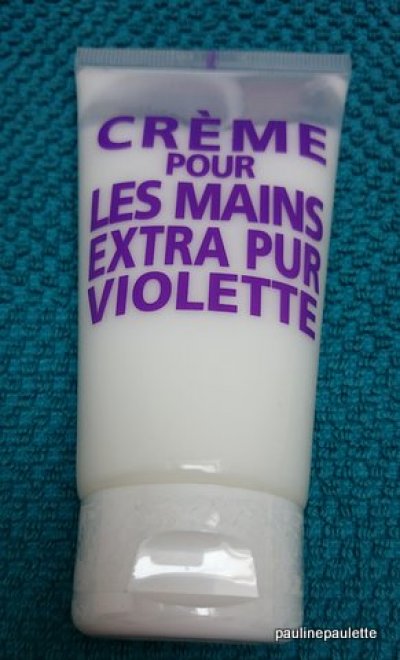 CRÈME
POUR
LES MAINS
EXTRA PUR
VIOLETTE
paulinepaulette